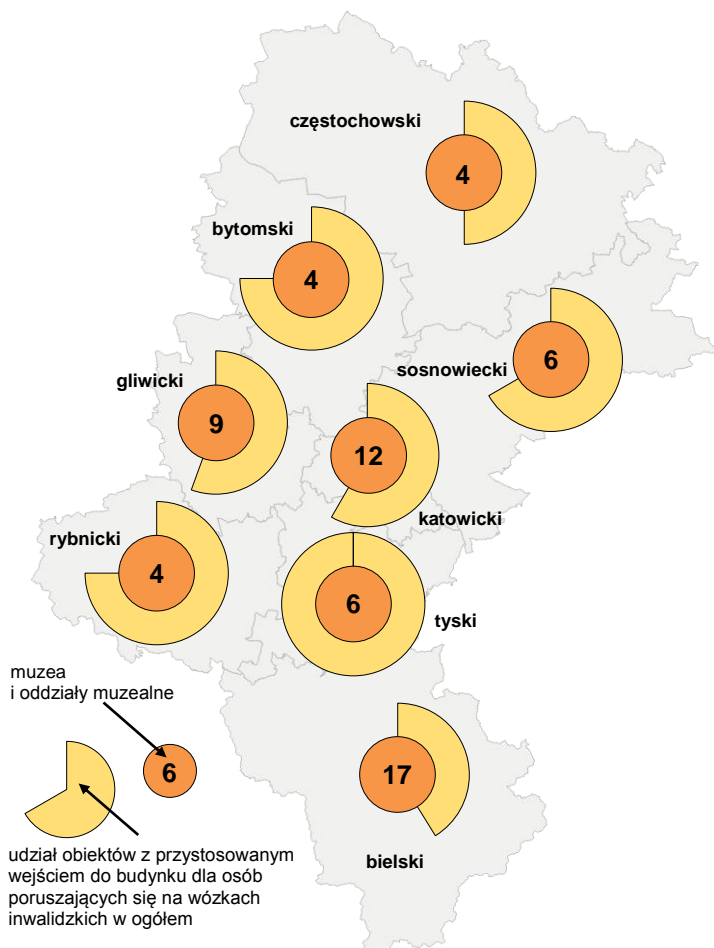 częstochowski
4
bytomski
4
sosnowiecki
6
gliwicki
9
12
katowicki
rybnicki
4
6
tyski
muzea
i oddziały muzealne
6
17
bielski
udział obiektów z przystosowanym
wejściem do budynku dla osób
poruszających się na wózkach
inwalidzkich w ogółem